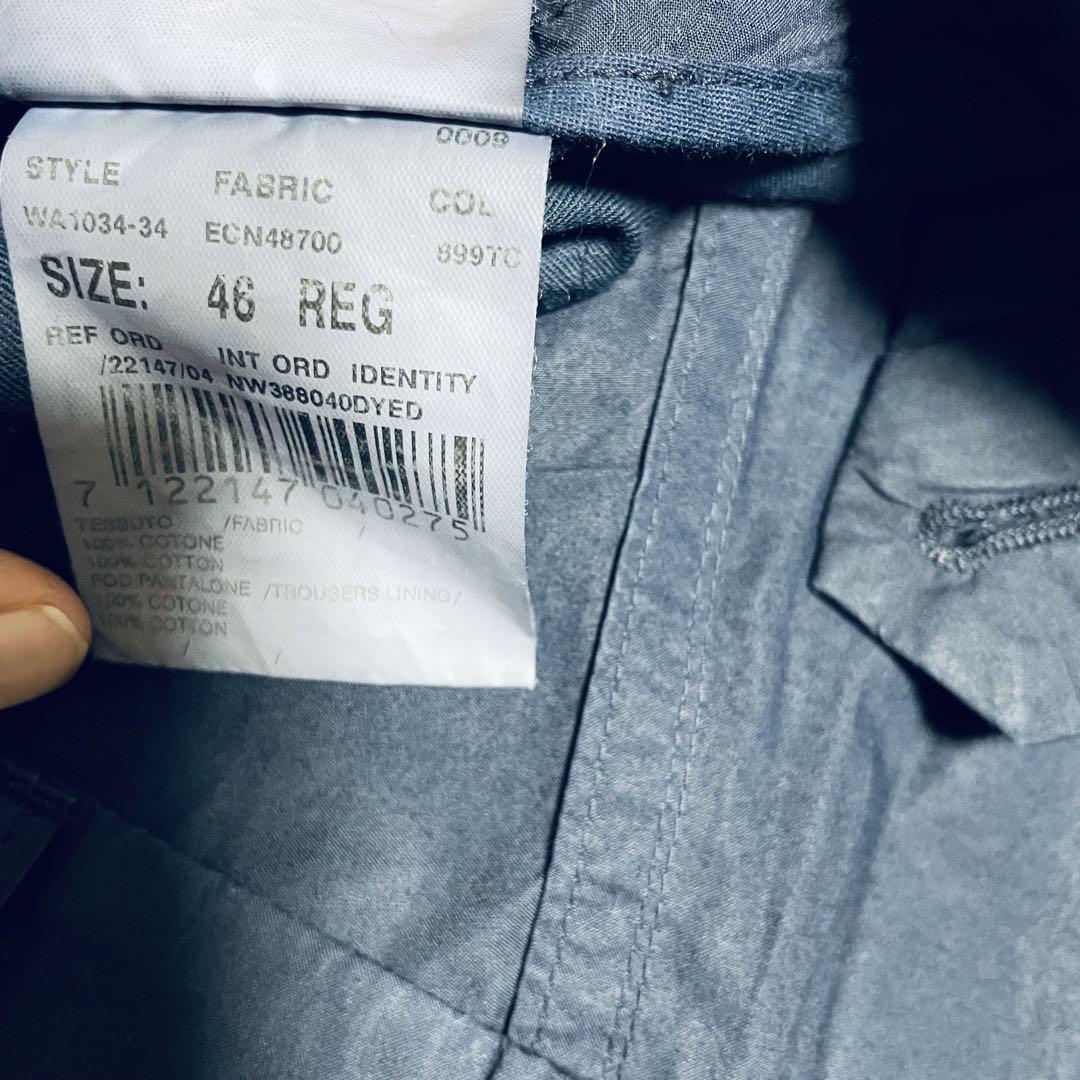 0009
STYLE FABRIC COL
WA1034-34 ECN48700 899TC
SIZE: 46 REG
REF ORD INT ORD IDENTITY
/22147/04 NW388040DYED
7 122147 040275
TESSUTO /FABRIC /
100% COTONE
100% COTTON
FOD.PANTALONE /TROUSERS LINING/
100% COTONE
100% COTTON
/ /